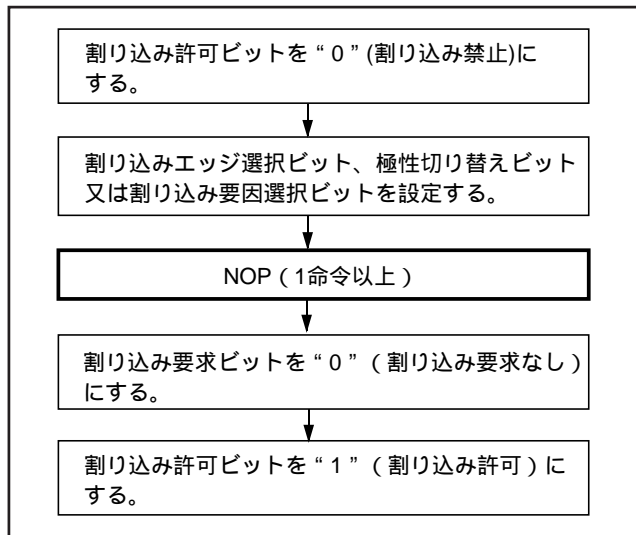 割り込み許可ビットを“0”(割り込み禁止)に
する。
割り込みエッジ選択ビット、極性切り替えビット
又は割り込み要因選択ビットを設定する。
NOP（1命令以上）
割り込み要求ビットを“0”（割り込み要求なし）
にする。
割り込み許可ビットを“1”（割り込み許可）に
する。